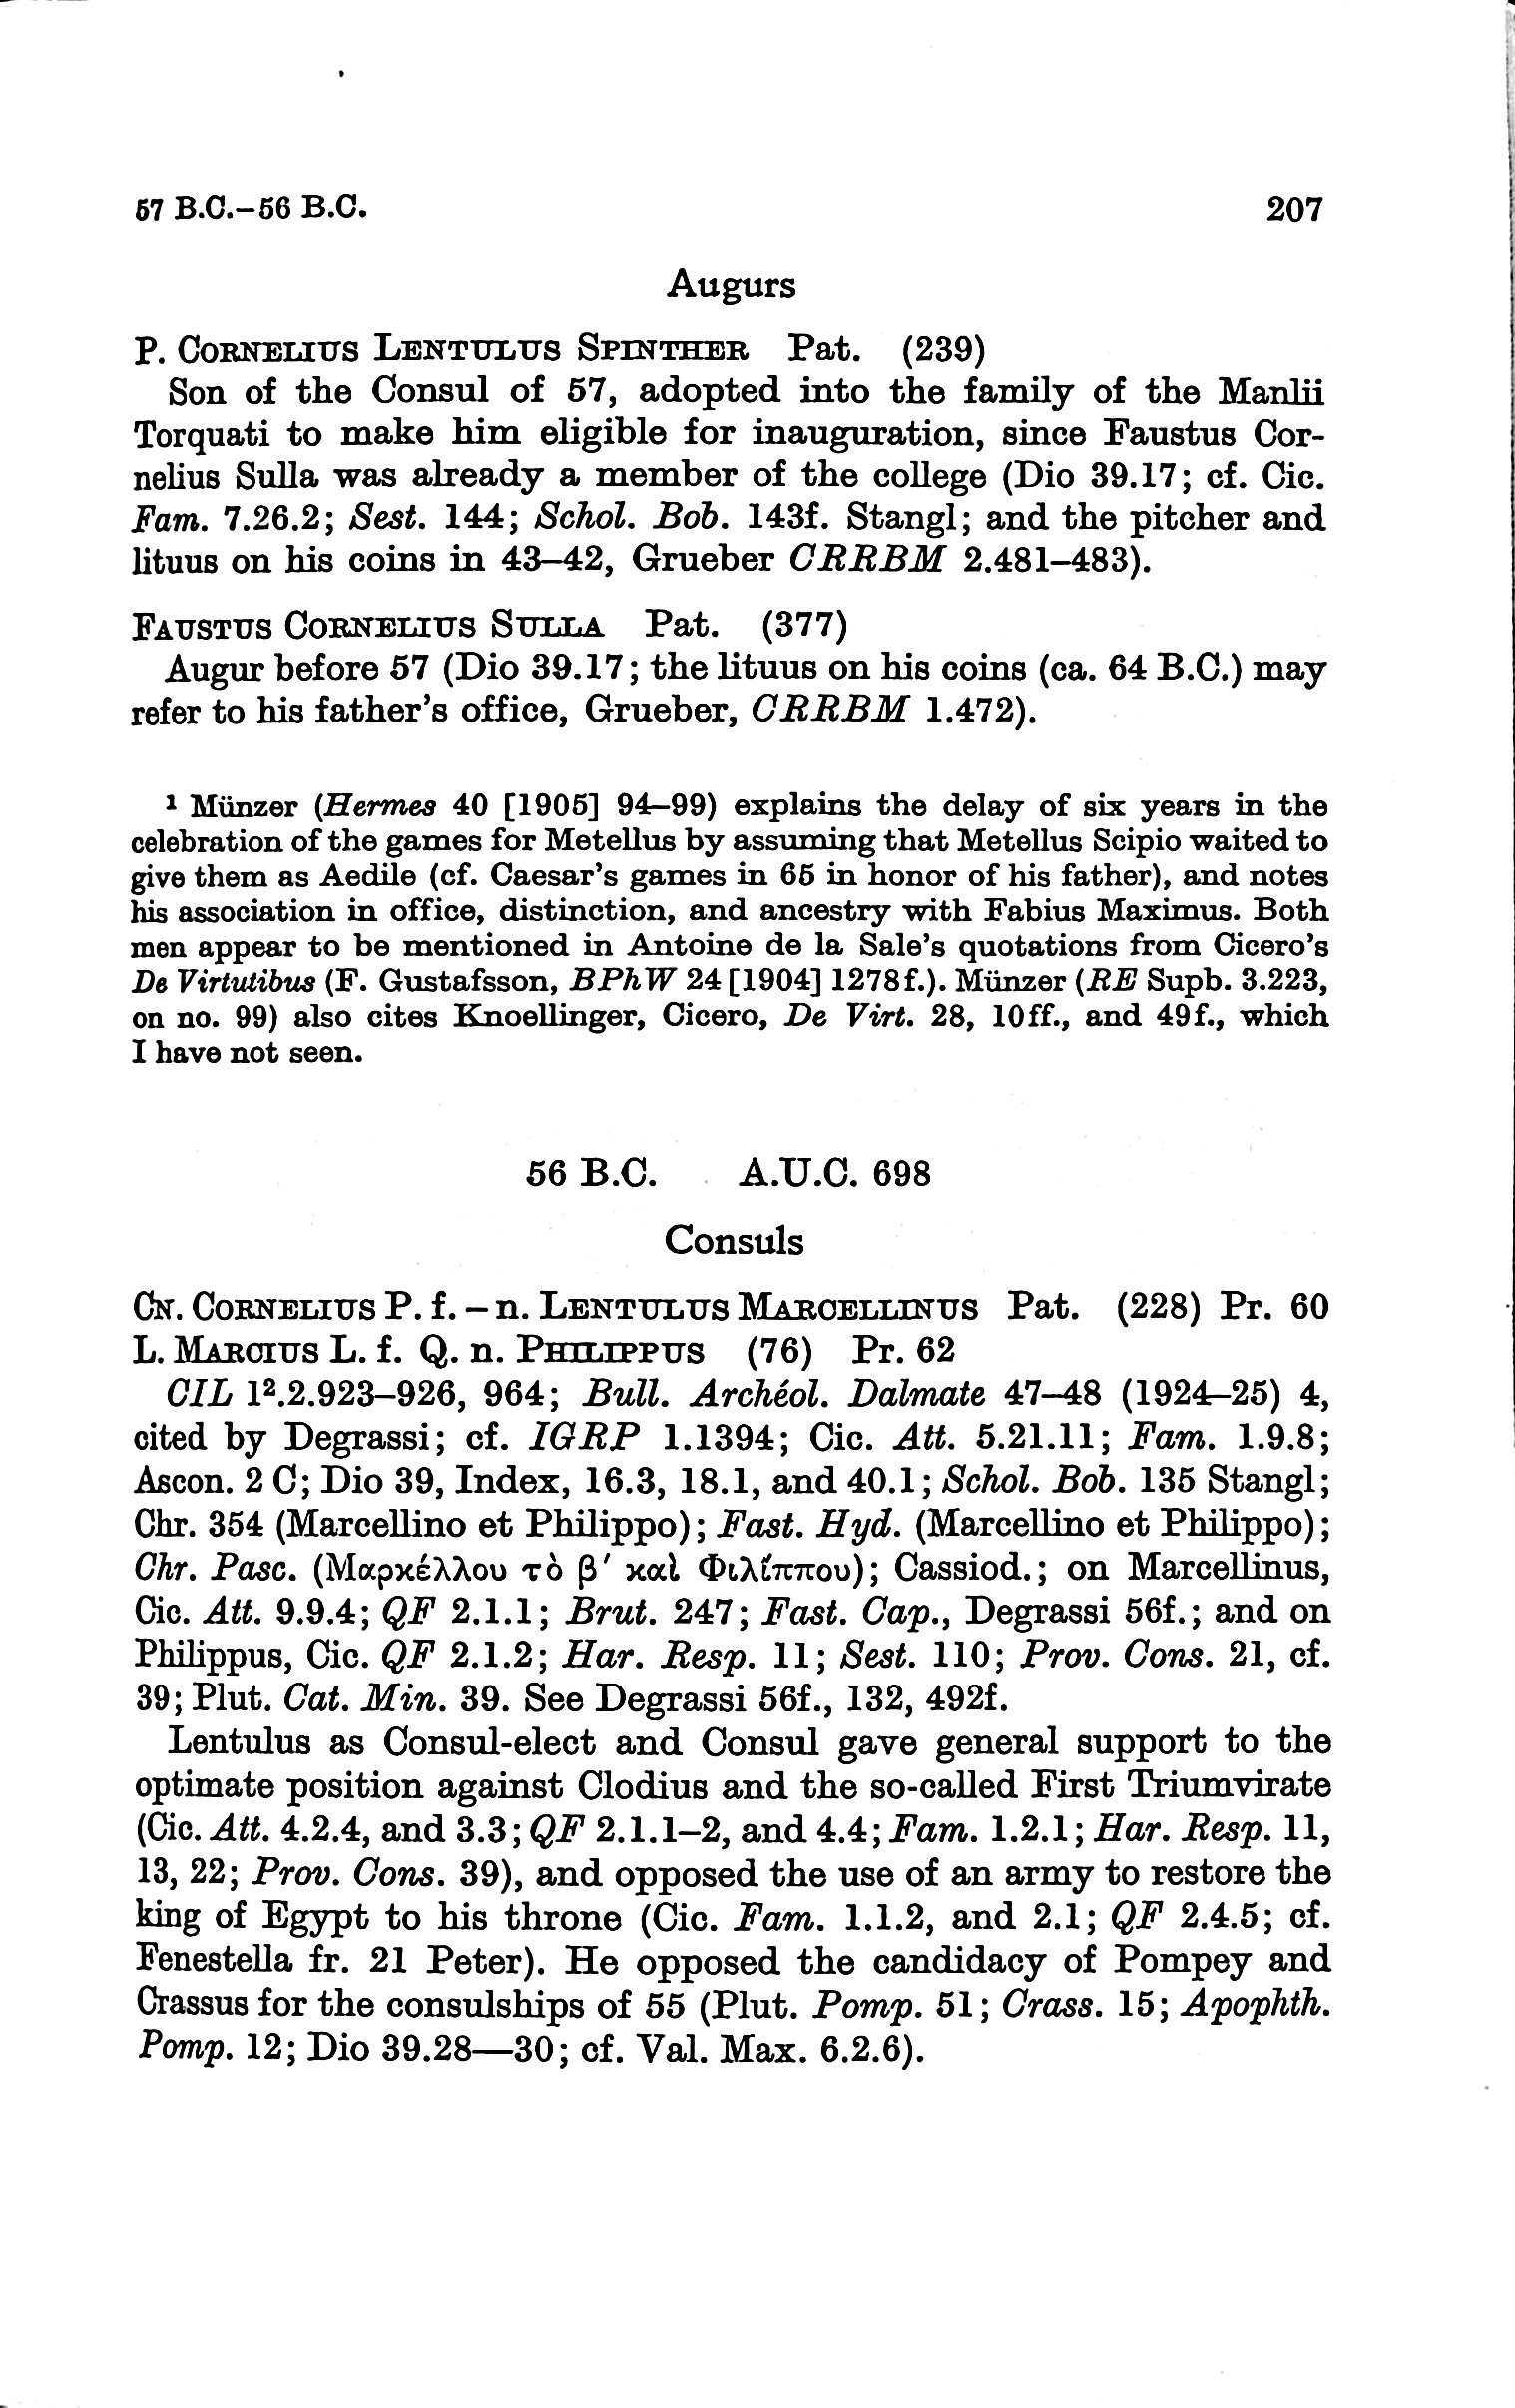 57 B.C.–56 B.C. 207
Augurs
P. CORNELIUS LENTULUS SPINTHER Pat. (239)
Son of the Consul of 57, adopted into the family of the Manlii
Torquati to make him eligible for inauguration, since Faustus Cor-
nelius Sulla was already a member of the college (Dio 39.17; cf. Cic.
Fam. 7.26.2; Sest. 144; Schol. Bob. 143f. Stangl; and the pitcher and
lituus on his coins in 43–42, Grueber CRRBM 2.481–483).
FAUSTUS CORNELIUS SULLA Pat. (377)
Augur before 57 (Dio 39.17; the lituus on his coins (ca. 64 B.C.) may
refer to his father's office, Grueber, CRRBM 1.472).
¹ Münzer (Hermes 40 [1905] 94–99) explains the delay of six years in the
celebration of the games for Metellus by assuming that Metellus Scipio waited to
give them as Aedile (cf. Caesar's games in 65 in honor of his father), and notes
his association in office, distinction, and ancestry with Fabius Maximus. Both
men appear to be mentioned in Antoine de la Sale's quotations from Cicero's
De Virtutibus (F. Gustafsson, BPhW 24 [1904] 1278f.). Münzer (RE Supb. 3.223,
on no. 99) also cites Knoellinger, Cicero, De Virt. 28, 10ff., and 49f., which
I have not seen.
56 B.C. A.U.C. 698
Consuls
CN. CORNELIUS P. f. – n. LENTULUS MARCELLINUS Pat. (228) Pr. 60
L. MARCIUS L. f. Q. n. PHILIPPUS (76) Pr. 62
CIL 1².2.923–926, 964; Bull. Archéol. Dalmate 47–48 (1924–25) 4,
cited by Degrassi; cf. IGRP 1.1394; Cic. Att. 5.21.11; Fam. 1.9.8;
Ascon. 2 C; Dio 39, Index, 16.3, 18.1, and 40.1; Schol. Bob. 135 Stangl;
Chr. 354 (Marcellino et Philippo); Fast. Hyd. (Marcellino et Philippo);
Chr. Pasc. (Μαρκέλλου τὸ β′ καὶ Φιλίππου); Cassiod.; on Marcellinus,
Cic. Att. 9.9.4; QF 2.1.1; Brut. 247; Fast. Cap., Degrassi 56f.; and on
Philippus, Cic. QF 2.1.2; Har. Resp. 11; Sest. 110; Prov. Cons. 21, cf.
39; Plut. Cat. Min. 39. See Degrassi 56f., 132, 492f.
Lentulus as Consul-elect and Consul gave general support to the
optimate position against Clodius and the so-called First Triumvirate
(Cic. Att. 4.2.4, and 3.3; QF 2.1.1–2, and 4.4; Fam. 1.2.1; Har. Resp. 11,
13, 22; Prov. Cons. 39), and opposed the use of an army to restore the
king of Egypt to his throne (Cic. Fam. 1.1.2, and 2.1; QF 2.4.5; cf.
Fenestella fr. 21 Peter). He opposed the candidacy of Pompey and
Crassus for the consulships of 55 (Plut. Pomp. 51; Crass. 15; Apophth.
Pomp. 12; Dio 39.28—30; cf. Val. Max. 6.2.6).